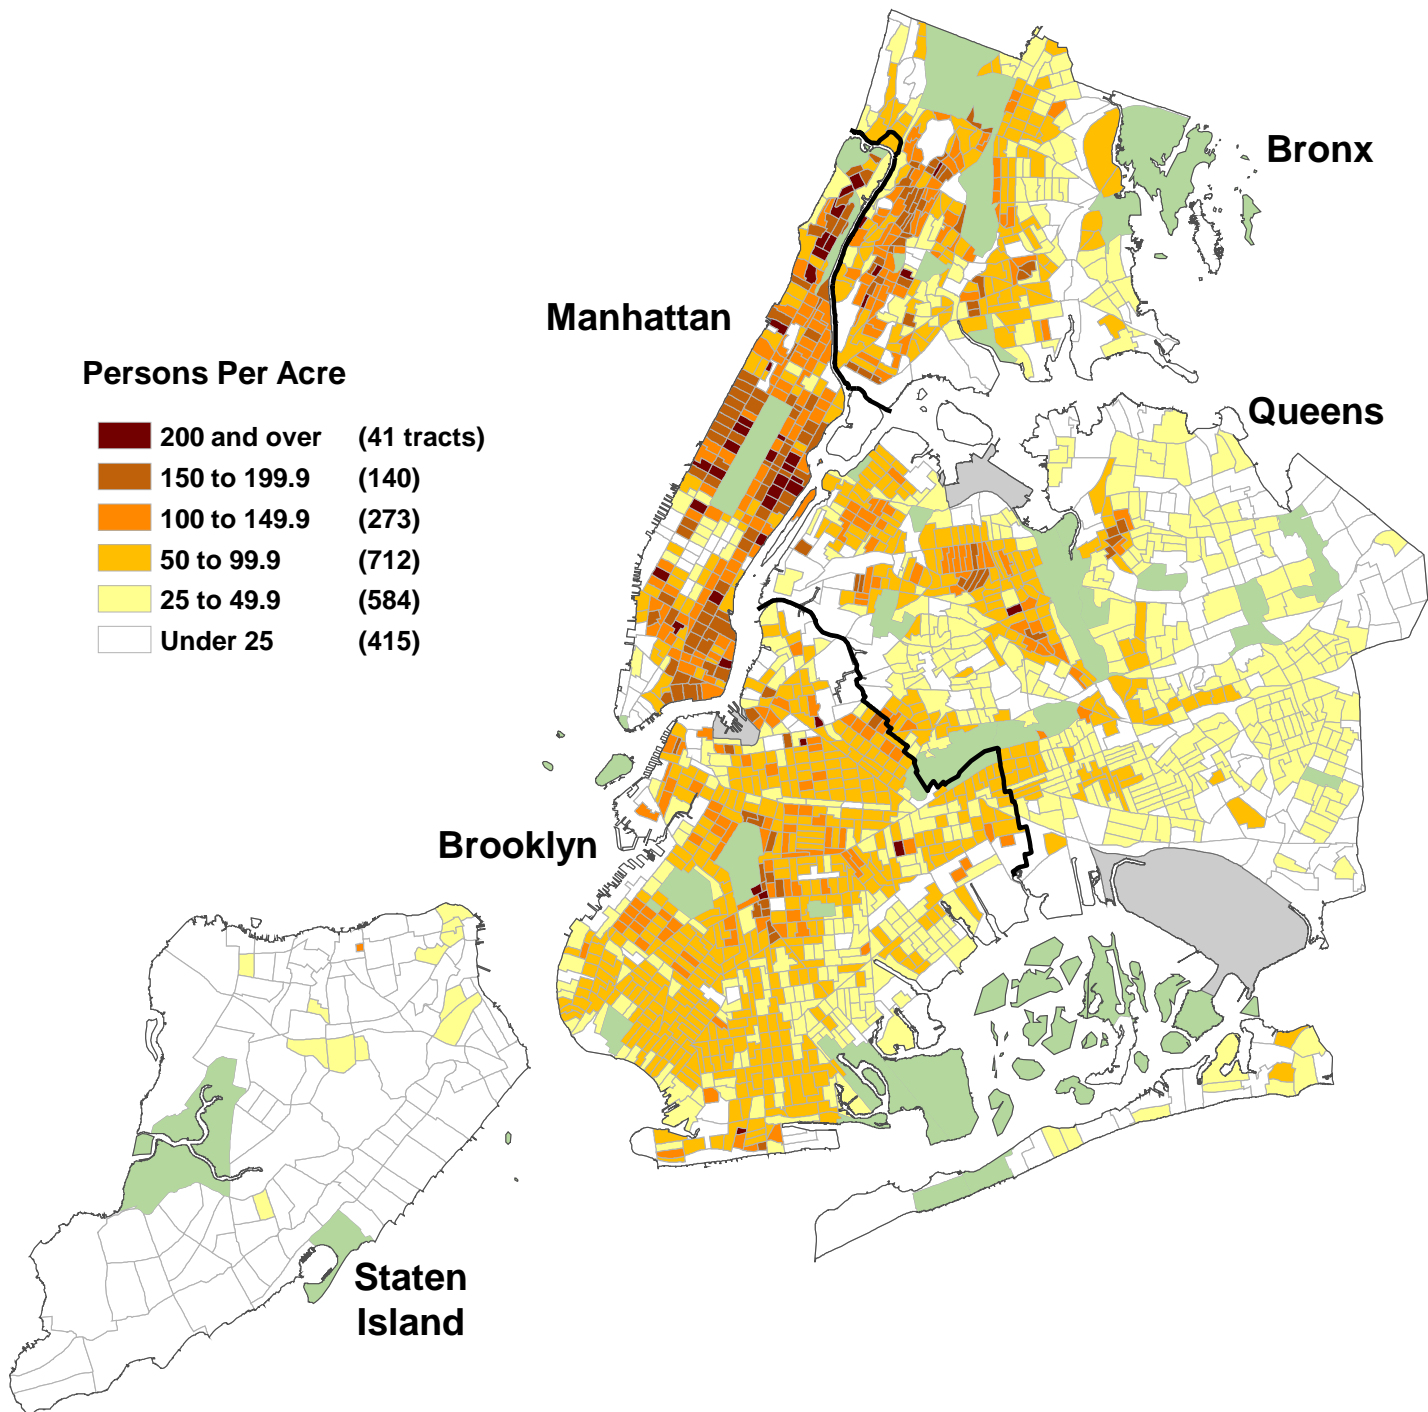 Bronx
Manhattan
Persons Per Acre
200 and over (41 tracts)
150 to 199.9 (140)
100 to 149.9 (273)
50 to 99.9 (712)
25 to 49.9 (584)
Under 25 (415)
Queens
Brooklyn
Staten
Island